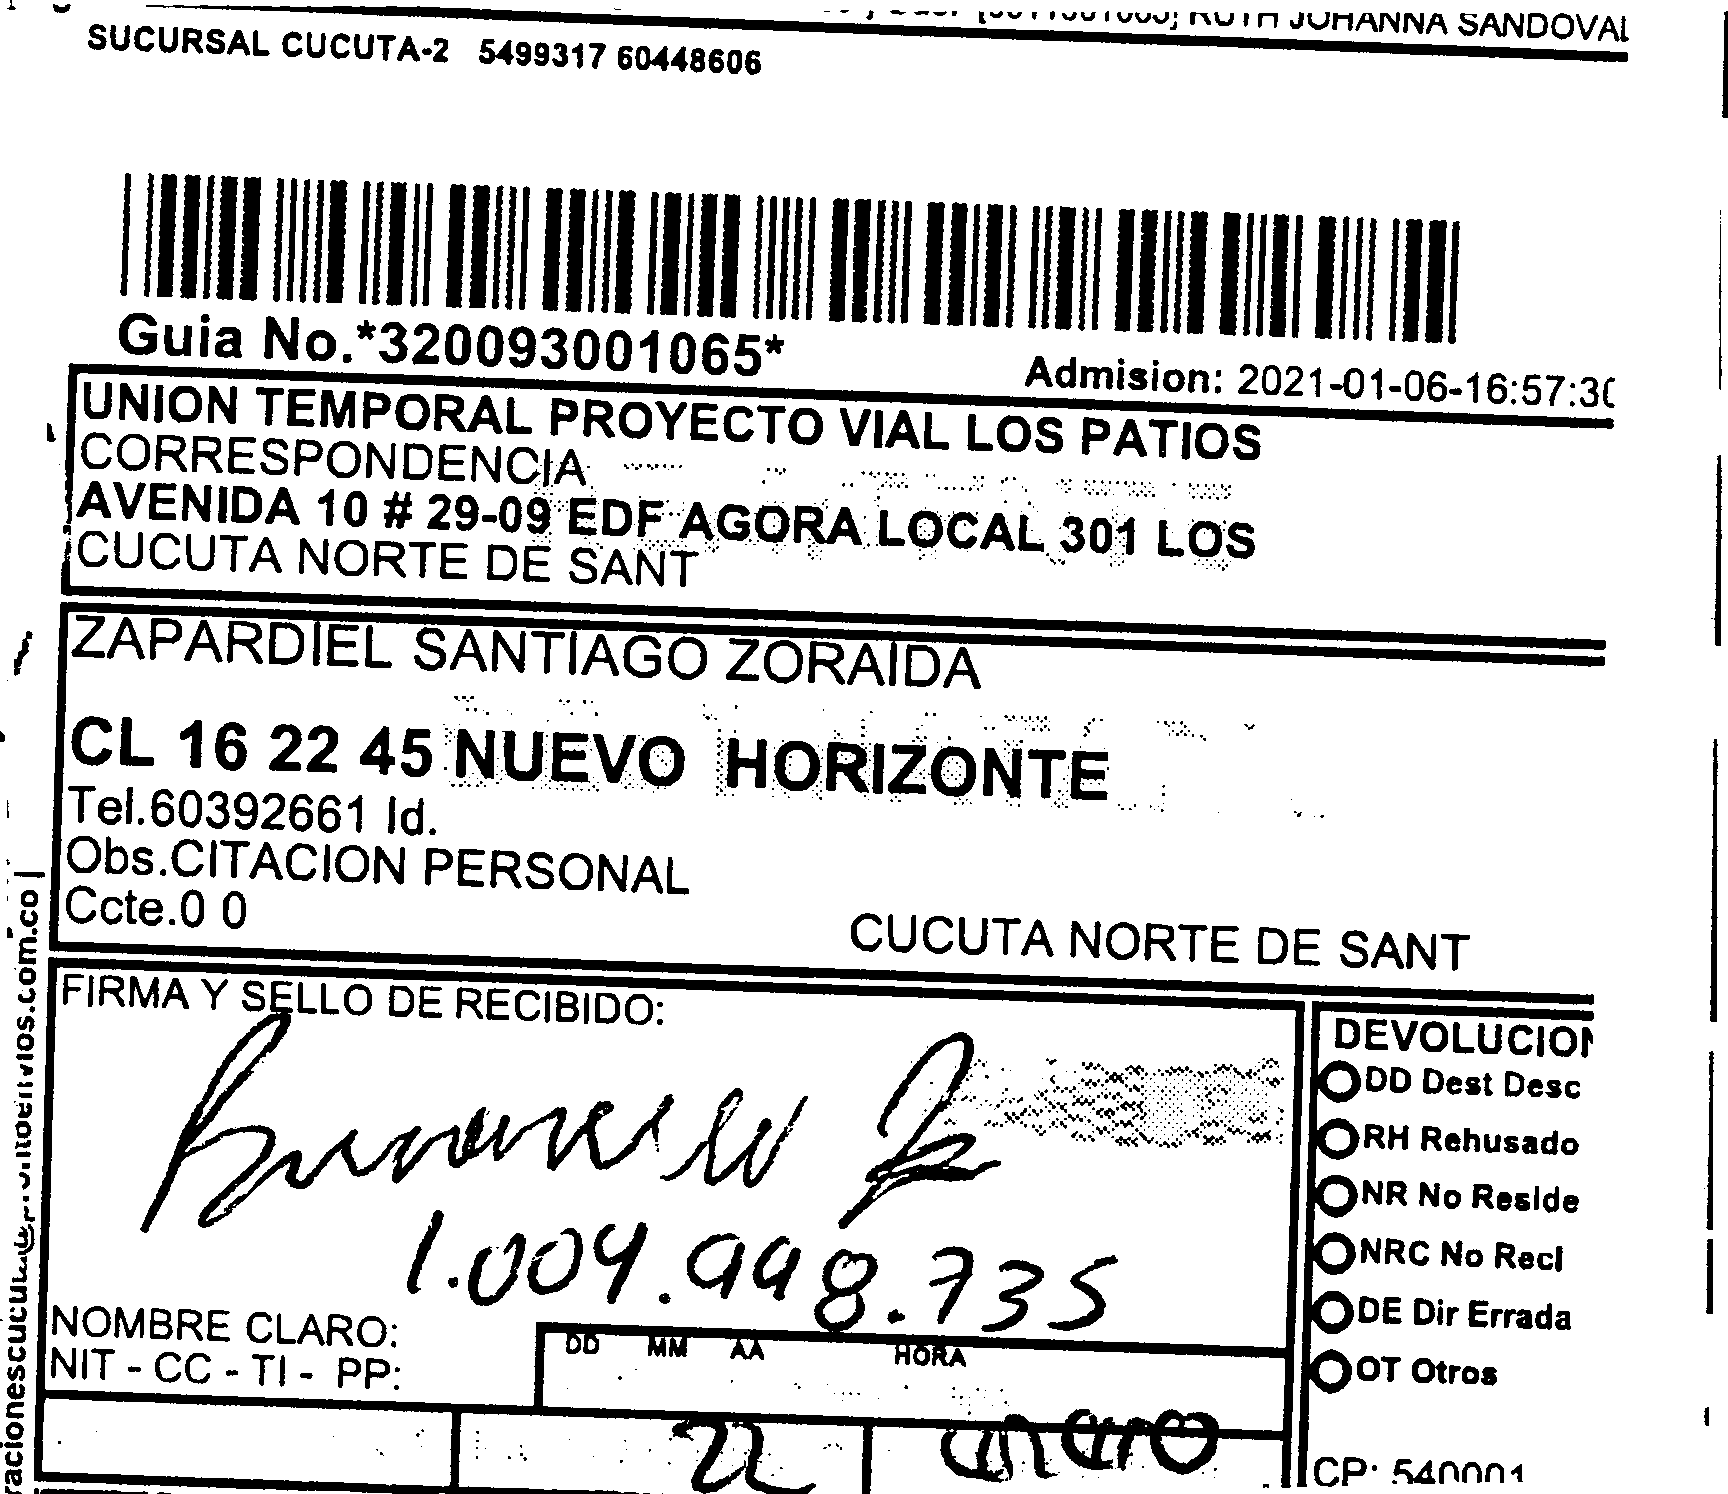 RUTH JOHANNA SANDOVAL
SUCURSAL CUCUTA-2 5499317 60448606
Guia No.*320093001065*
Admision: 2021-01-06-16:57:30
UNION TEMPORAL PROYECTO VIAL LOS PATIOS
CORRESPONDENCIA
AVENIDA 10 # 29-09 EDF AGORA LOCAL 301 LOS
CUCUTA NORTE DE SANT
ZAPARDIEL SANTIAGO ZORAIDA
CL 16 22 45 NUEVO HORIZONTE
Tel.60392661 Id.
Obs.CITACION PERSONAL
Ccte.0 0
CUCUTA NORTE DE SANT
FIRMA Y SELLO DE RECIBIDO:
1.004.998.735
NOMBRE CLARO:
NIT - CC - TI - PP:
DD MM AA HORA
22 enero
DEVOLUCION
DD Dest Desc
RH Rehusado
NR No Reside
NRC No Recl
DE Dir Errada
OT Otros
CP: 540001